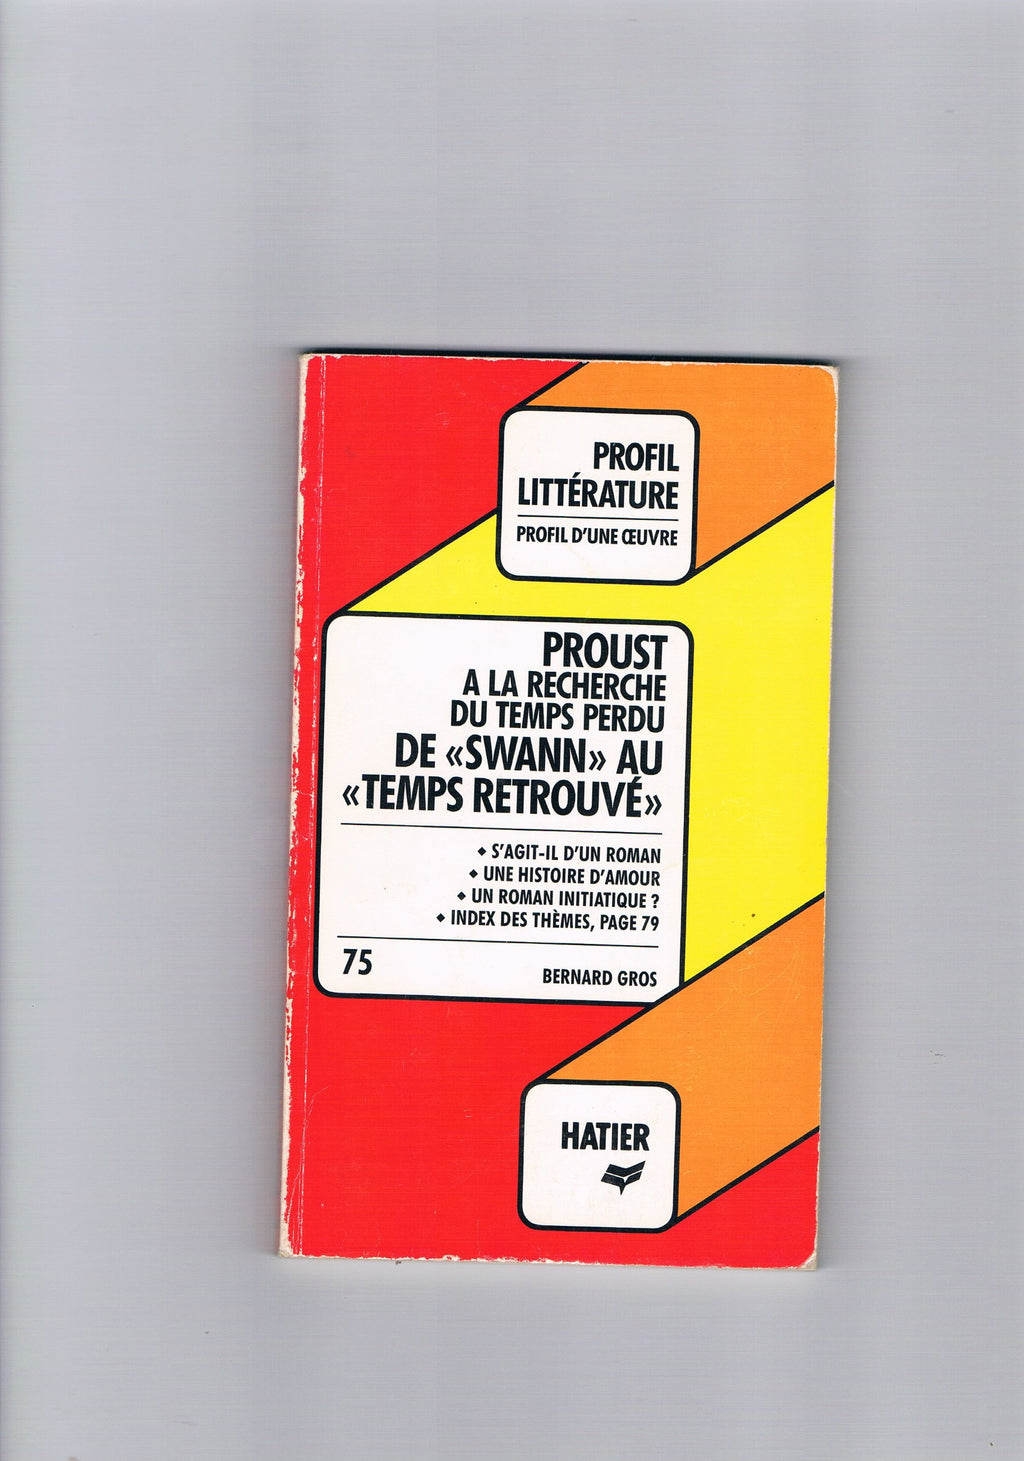 PROFIL
LITTÉRATURE
PROFIL D'UNE ŒUVRE
PROUST
A LA RECHERCHE
DU TEMPS PERDU
DE «SWANN» AU
«TEMPS RETROUVÉ»
◆ S'AGIT-IL D'UN ROMAN
◆ UNE HISTOIRE D'AMOUR
◆ UN ROMAN INITIATIQUE ?
◆ INDEX DES THÈMES, PAGE 79
75
BERNARD GROS
HATIER